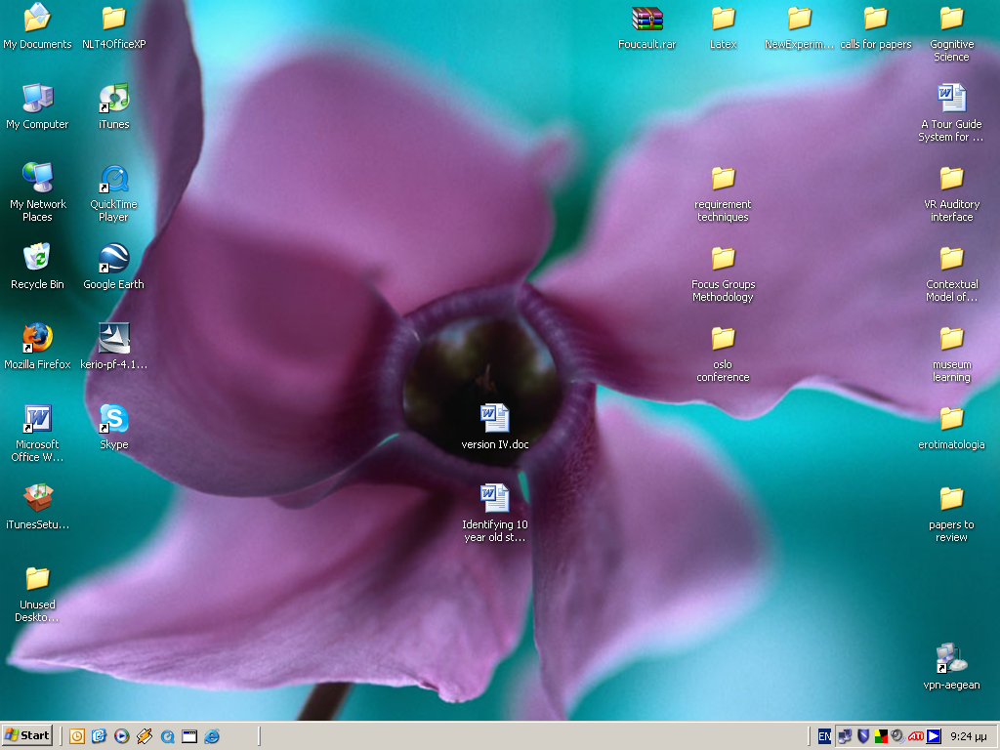 My Documents
NLT4OfficeXP
Foucault.rar
Latex
NewExperim...
calls for papers
Gognitive
Science
My Computer
iTunes
A Tour Guide
System for ...
My Network
Places
QuickTime
Player
requirement
techniques
VR Auditory
interface
Recycle Bin
Google Earth
Focus Groups
Methodology
Contextual
Model of...
Mozilla Firefox
kerio-pf-4.1...
oslo
conference
museum
learning
Microsoft
Office W...
Skype
version IV.doc
erotimatologia
iTunesSetu...
Identifying 10
year old st...
papers to
review
Unused
Deskto...
vpn-aegean
Start
EN
ATI
9:24 μμ